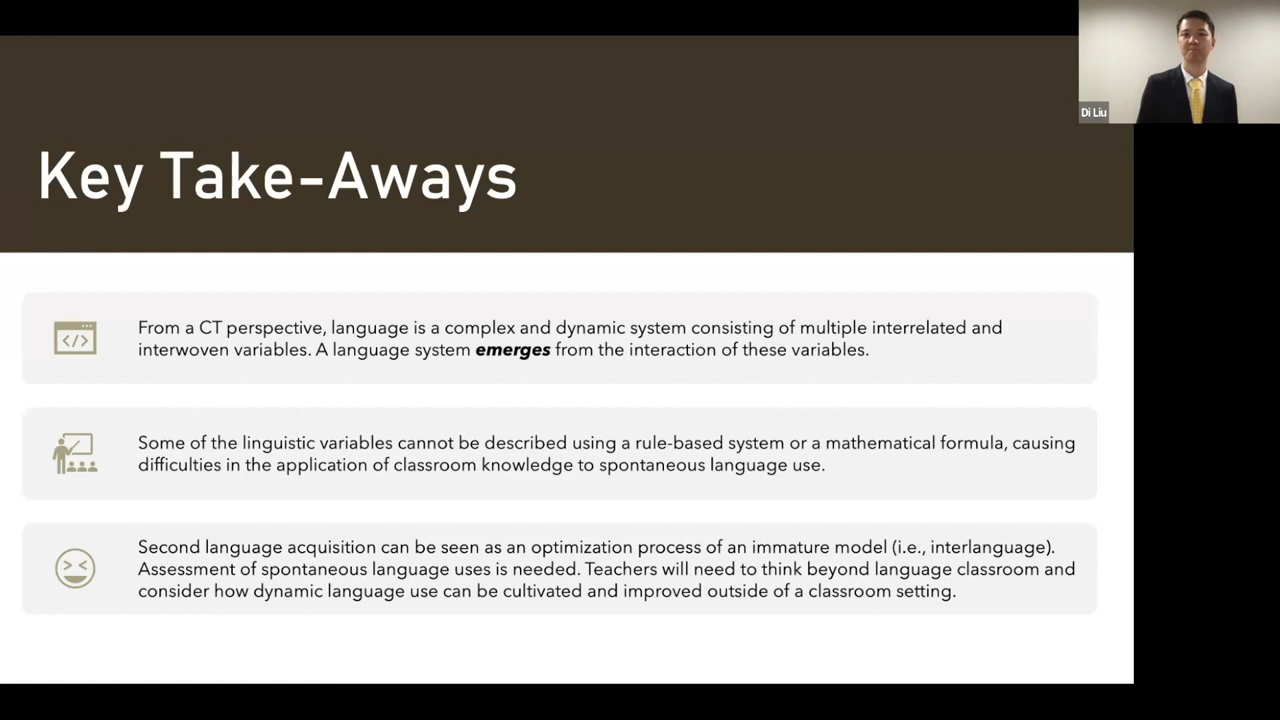 Di Liu
Key Take-Aways
From a CT perspective, language is a complex and dynamic system consisting of multiple interrelated and
interwoven variables. A language system emerges from the interaction of these variables.
Some of the linguistic variables cannot be described using a rule-based system or a mathematical formula, causing
difficulties in the application of classroom knowledge to spontaneous language use.
Second language acquisition can be seen as an optimization process of an immature model (i.e., interlanguage).
Assessment of spontaneous language uses is needed. Teachers will need to think beyond language classroom and
consider how dynamic language use can be cultivated and improved outside of a classroom setting.